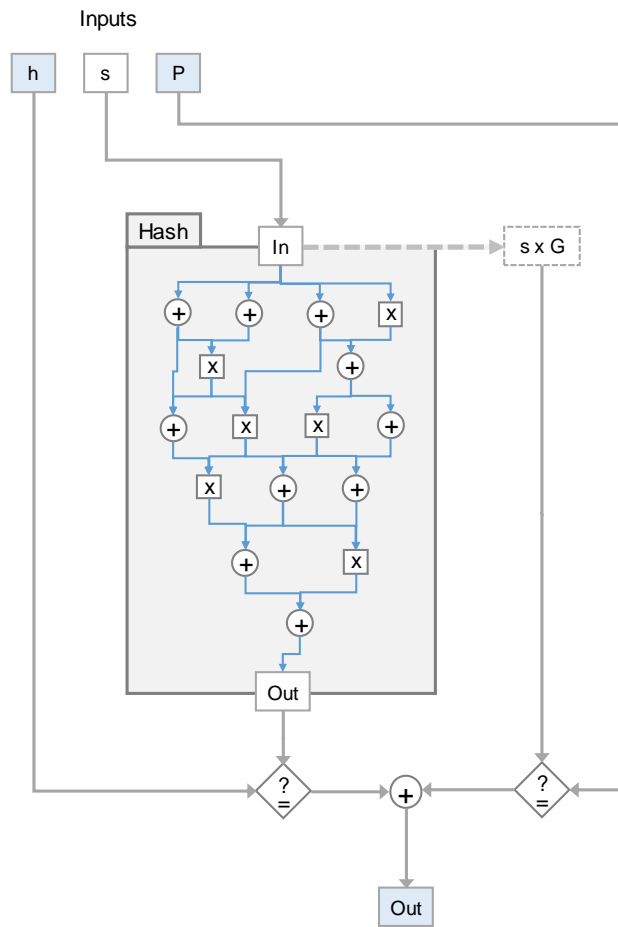 Inputs
h s P
Hash
In
s x G
+ + + x
x +
+ x x +
x + +
+ x
+
Out
? ?
= + =
Out